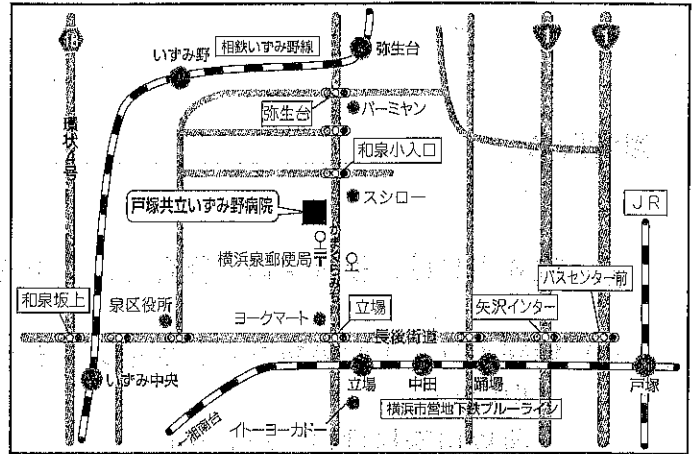 18
いずみ野
相鉄いずみ野線
弥生台
1
1
環状4号
弥生台
バーミヤン
和泉小入口
戸塚共立いずみ野病院
スシロー
かまくらみち
JR
横浜泉郵便局
バスセンター前
和泉坂上
泉区役所
ヨークマート
立場
矢沢インター
長後街道
いずみ中央
立場
中田
踊場
戸塚
横浜市営地下鉄ブルーライン
←湘南台
イトーヨーカドー